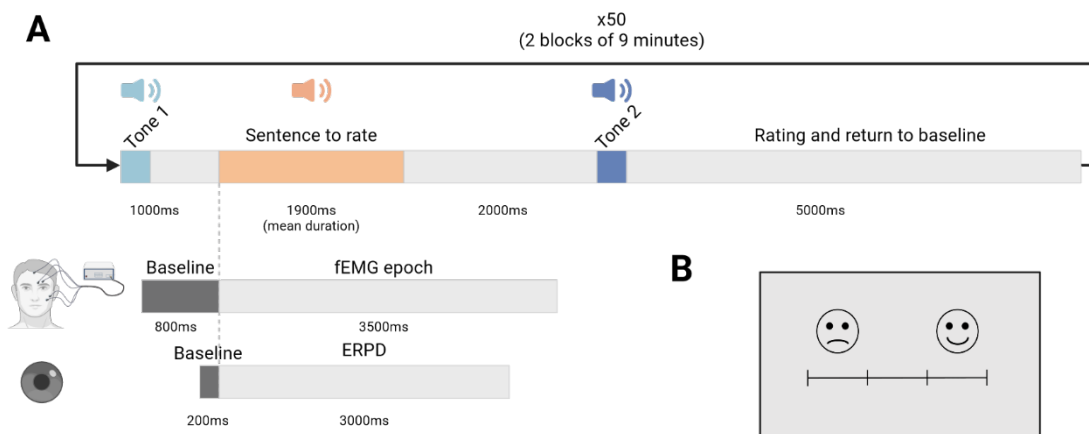 A
x50
(2 blocks of 9 minutes)
Tone 1
Sentence to rate
Tone 2
Rating and return to baseline
1000ms
1900ms
(mean duration)
2000ms
5000ms
Baseline
fEMG epoch
800ms
3500ms
Baseline
ERPD
200ms
3000ms
B